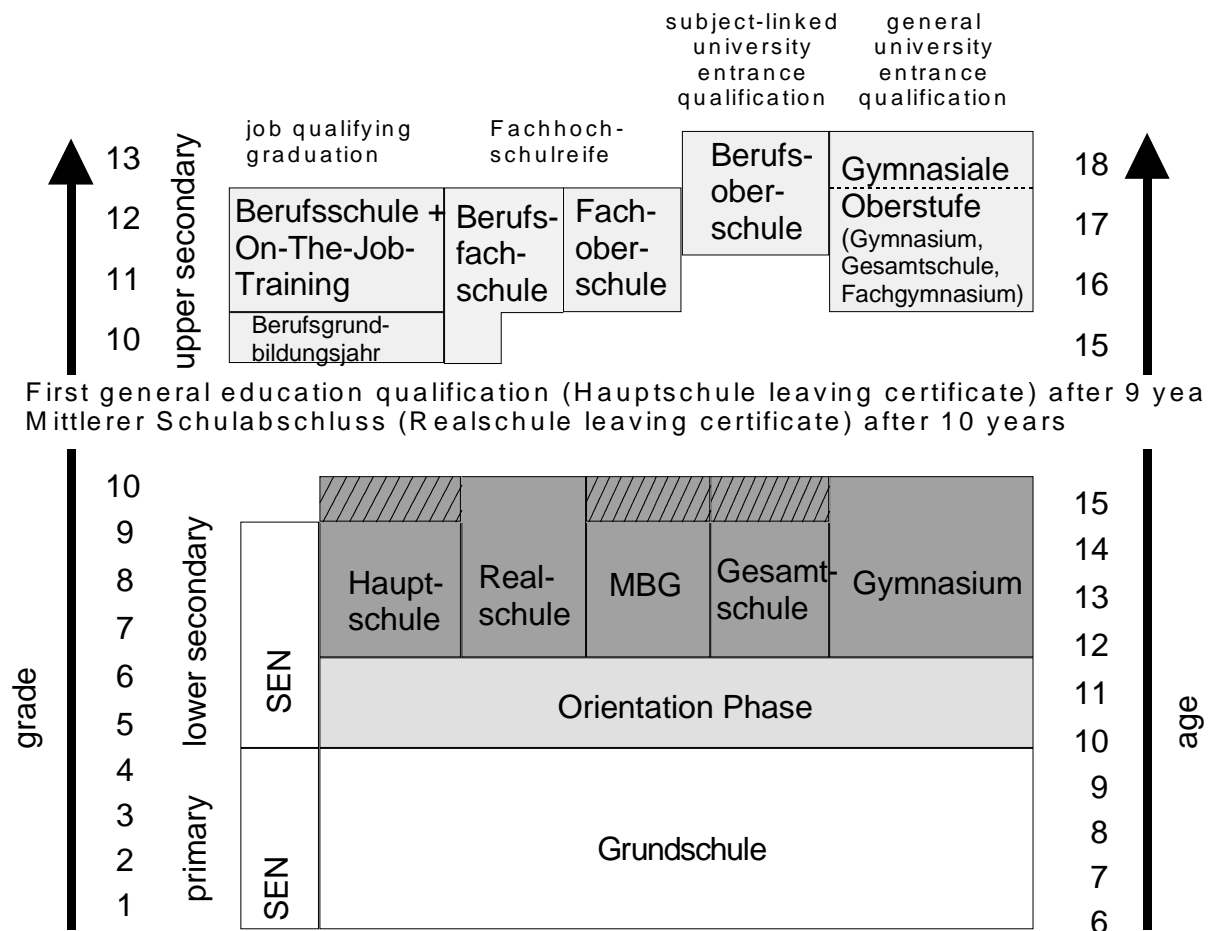 subject-linked
university
entrance
qualification
general
university
entrance
qualification
job qualifying
graduation
Fachhoch-
schulreife
13
12
11
10
upper secondary
Berufsschule +
On-The-Job-
Training
Berufsgrund-
bildungsjahr
Berufs-
fach-
schule
Fach-
ober-
schule
Berufs-
ober-
schule
Gymnasiale
Oberstufe
(Gymnasium,
Gesamtschule,
Fachgymnasium)
18
17
16
15
First general education qualification (Hauptschule leaving certificate) after 9 yea
Mittlerer Schulabschluss (Realschule leaving certificate) after 10 years
grade
10
9
8
7
6
5
4
3
2
1
lower secondary
primary
SEN
SEN
Haupt-
schule
Real-
schule
MBG
Gesamt-
schule
Gymnasium
Orientation Phase
Grundschule
15
14
13
12
11
10
9
8
7
6
age